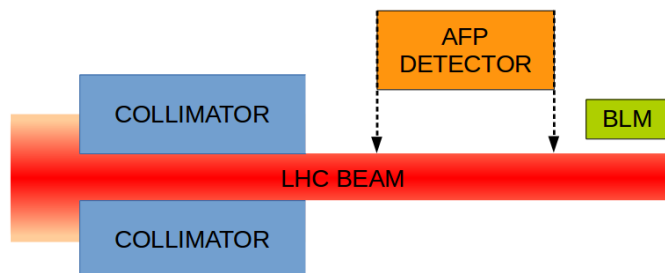 AFP
DETECTOR
COLLIMATOR
BLM
LHC BEAM
COLLIMATOR